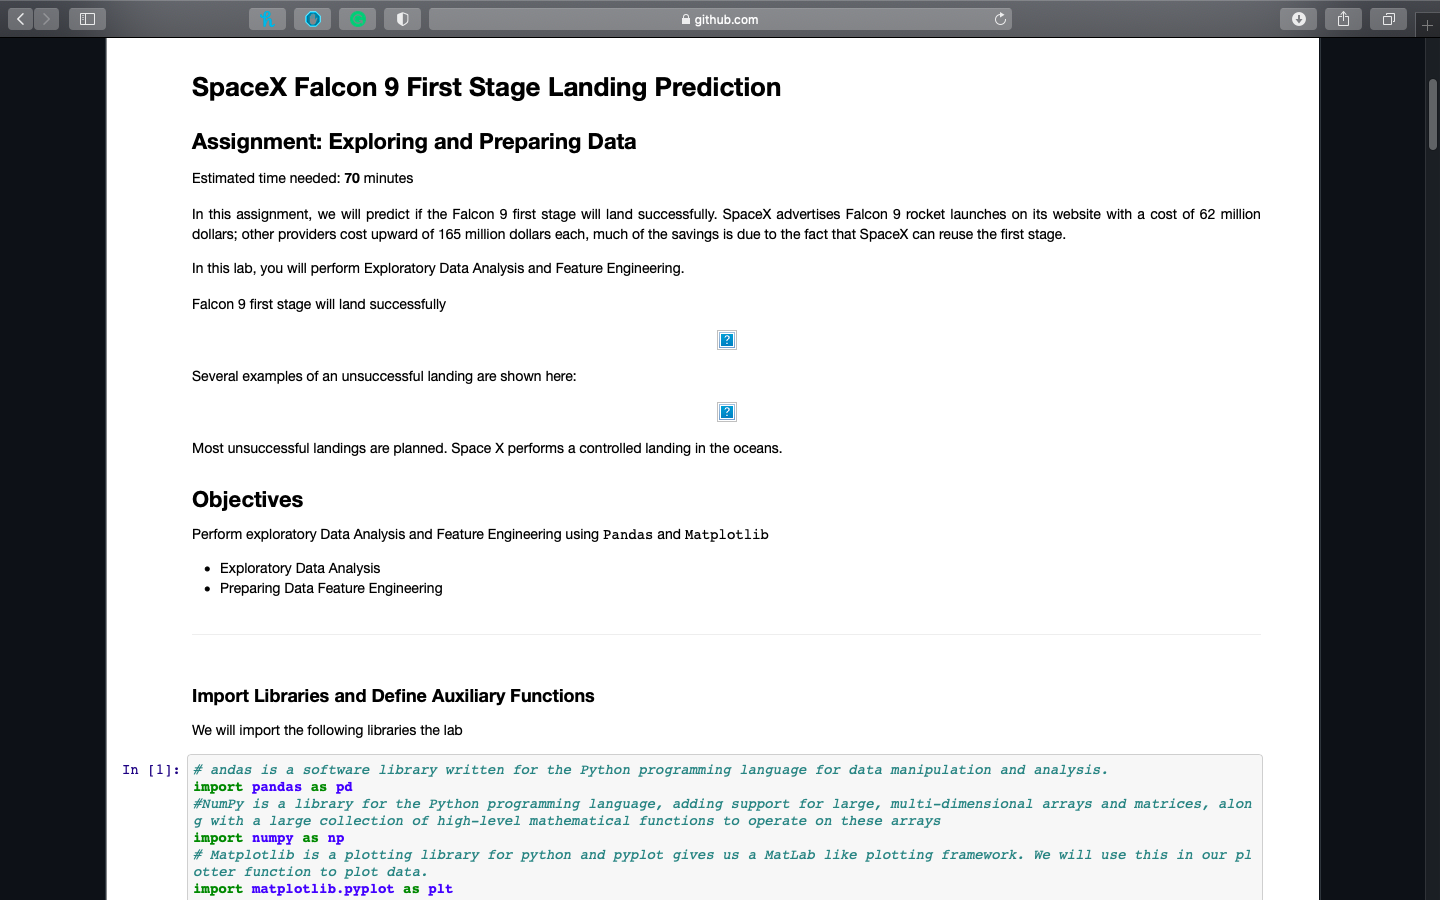 github.com
SpaceX Falcon 9 First Stage Landing Prediction
Assignment: Exploring and Preparing Data
Estimated time needed: 70 minutes
In this assignment, we will predict if the Falcon 9 first stage will land successfully. SpaceX advertises Falcon 9 rocket launches on its website with a cost of 62 million
dollars; other providers cost upward of 165 million dollars each, much of the savings is due to the fact that SpaceX can reuse the first stage.
In this lab, you will perform Exploratory Data Analysis and Feature Engineering.
Falcon 9 first stage will land successfully
?
Several examples of an unsuccessful landing are shown here:
?
Most unsuccessful landings are planned. Space X performs a controlled landing in the oceans.
Objectives
Perform exploratory Data Analysis and Feature Engineering using Pandas and Matplotlib
• Exploratory Data Analysis
• Preparing Data Feature Engineering
Import Libraries and Define Auxiliary Functions
We will import the following libraries the lab
In [1]: # andas is a software library written for the Python programming language for data manipulation and analysis.
import pandas as pd
#NumPy is a library for the Python programming language, adding support for large, multi-dimensional arrays and matrices, alon
g with a large collection of high-level mathematical functions to operate on these arrays
import numpy as np
# Matplotlib is a plotting library for python and pyplot gives us a MatLab like plotting framework. We will use this in our pl
otter function to plot data.
import matplotlib.pyplot as plt